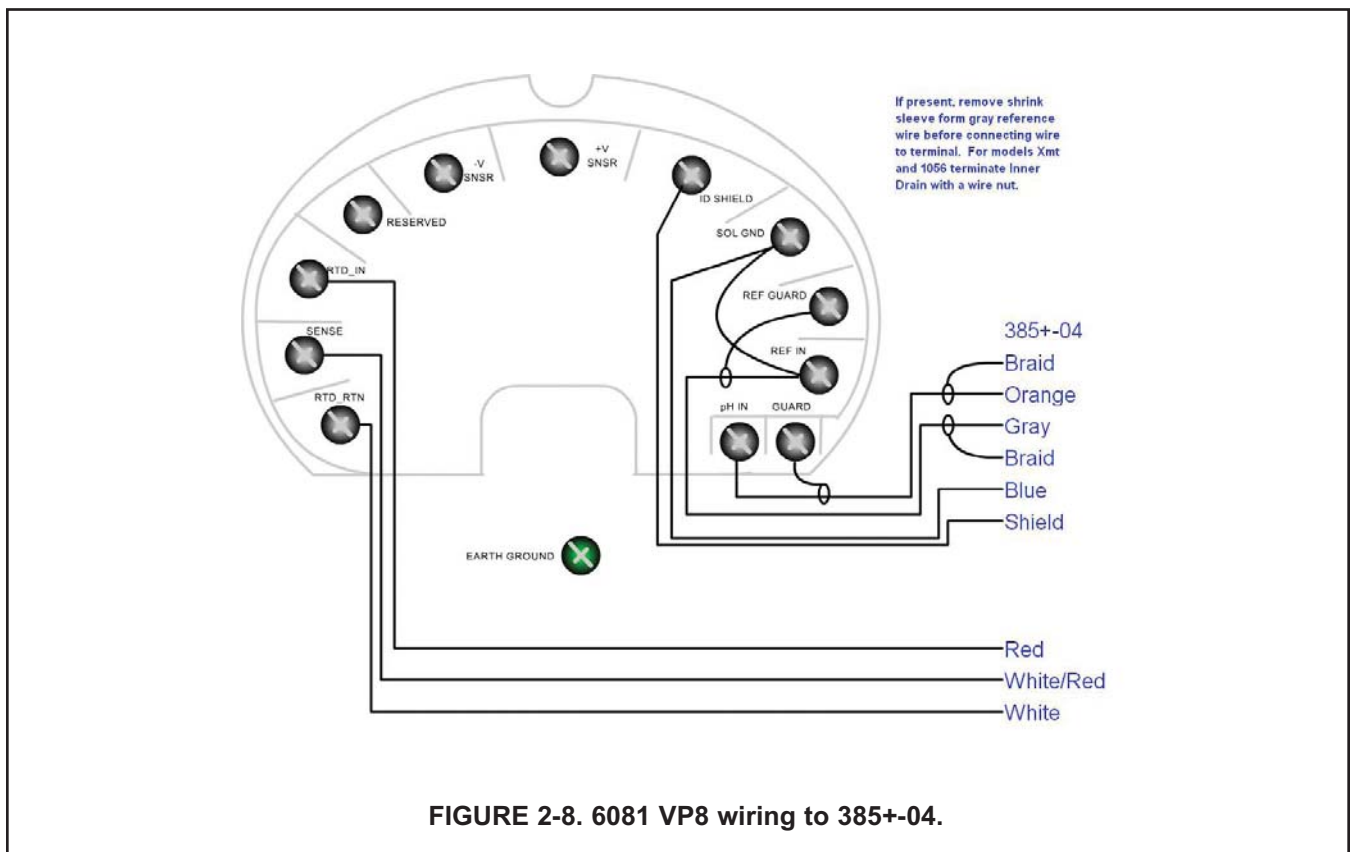 If present, remove shrink
sleeve form gray reference
wire before connecting wire
to terminal. For models Xmt
and 1056 terminate Inner
Drain with a wire nut.
+V
SNSR
-V
SNSR
ID SHIELD
RESERVED
SOL GND
RTD_IN
REF GUARD
SENSE
REF IN
RTD_RTN
pH IN
GUARD
EARTH GROUND
385+-04
Braid
Orange
Gray
Braid
Blue
Shield
Red
White/Red
White
FIGURE 2-8. 6081 VP8 wiring to 385+-04.